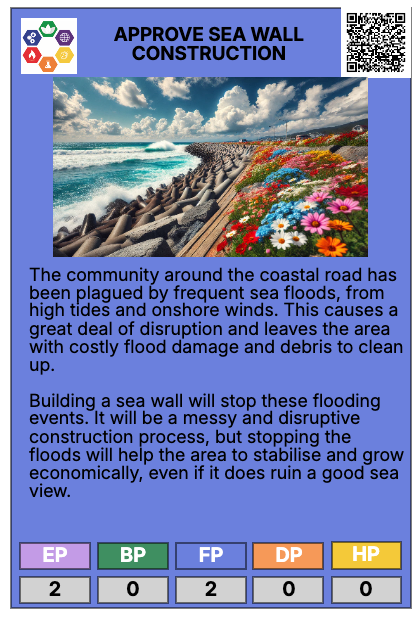 APPROVE SEA WALL
CONSTRUCTION
The community around the coastal road has
been plagued by frequent sea floods, from
high tides and onshore winds. This causes a
great deal of disruption and leaves the area
with costly flood damage and debris to clean
up.
Building a sea wall will stop these flooding
events. It will be a messy and disruptive
construction process, but stopping the
floods will help the area to stabilise and grow
economically, even if it does ruin a good sea
view.
EP BP FP DP HP
2 0 2 0 0